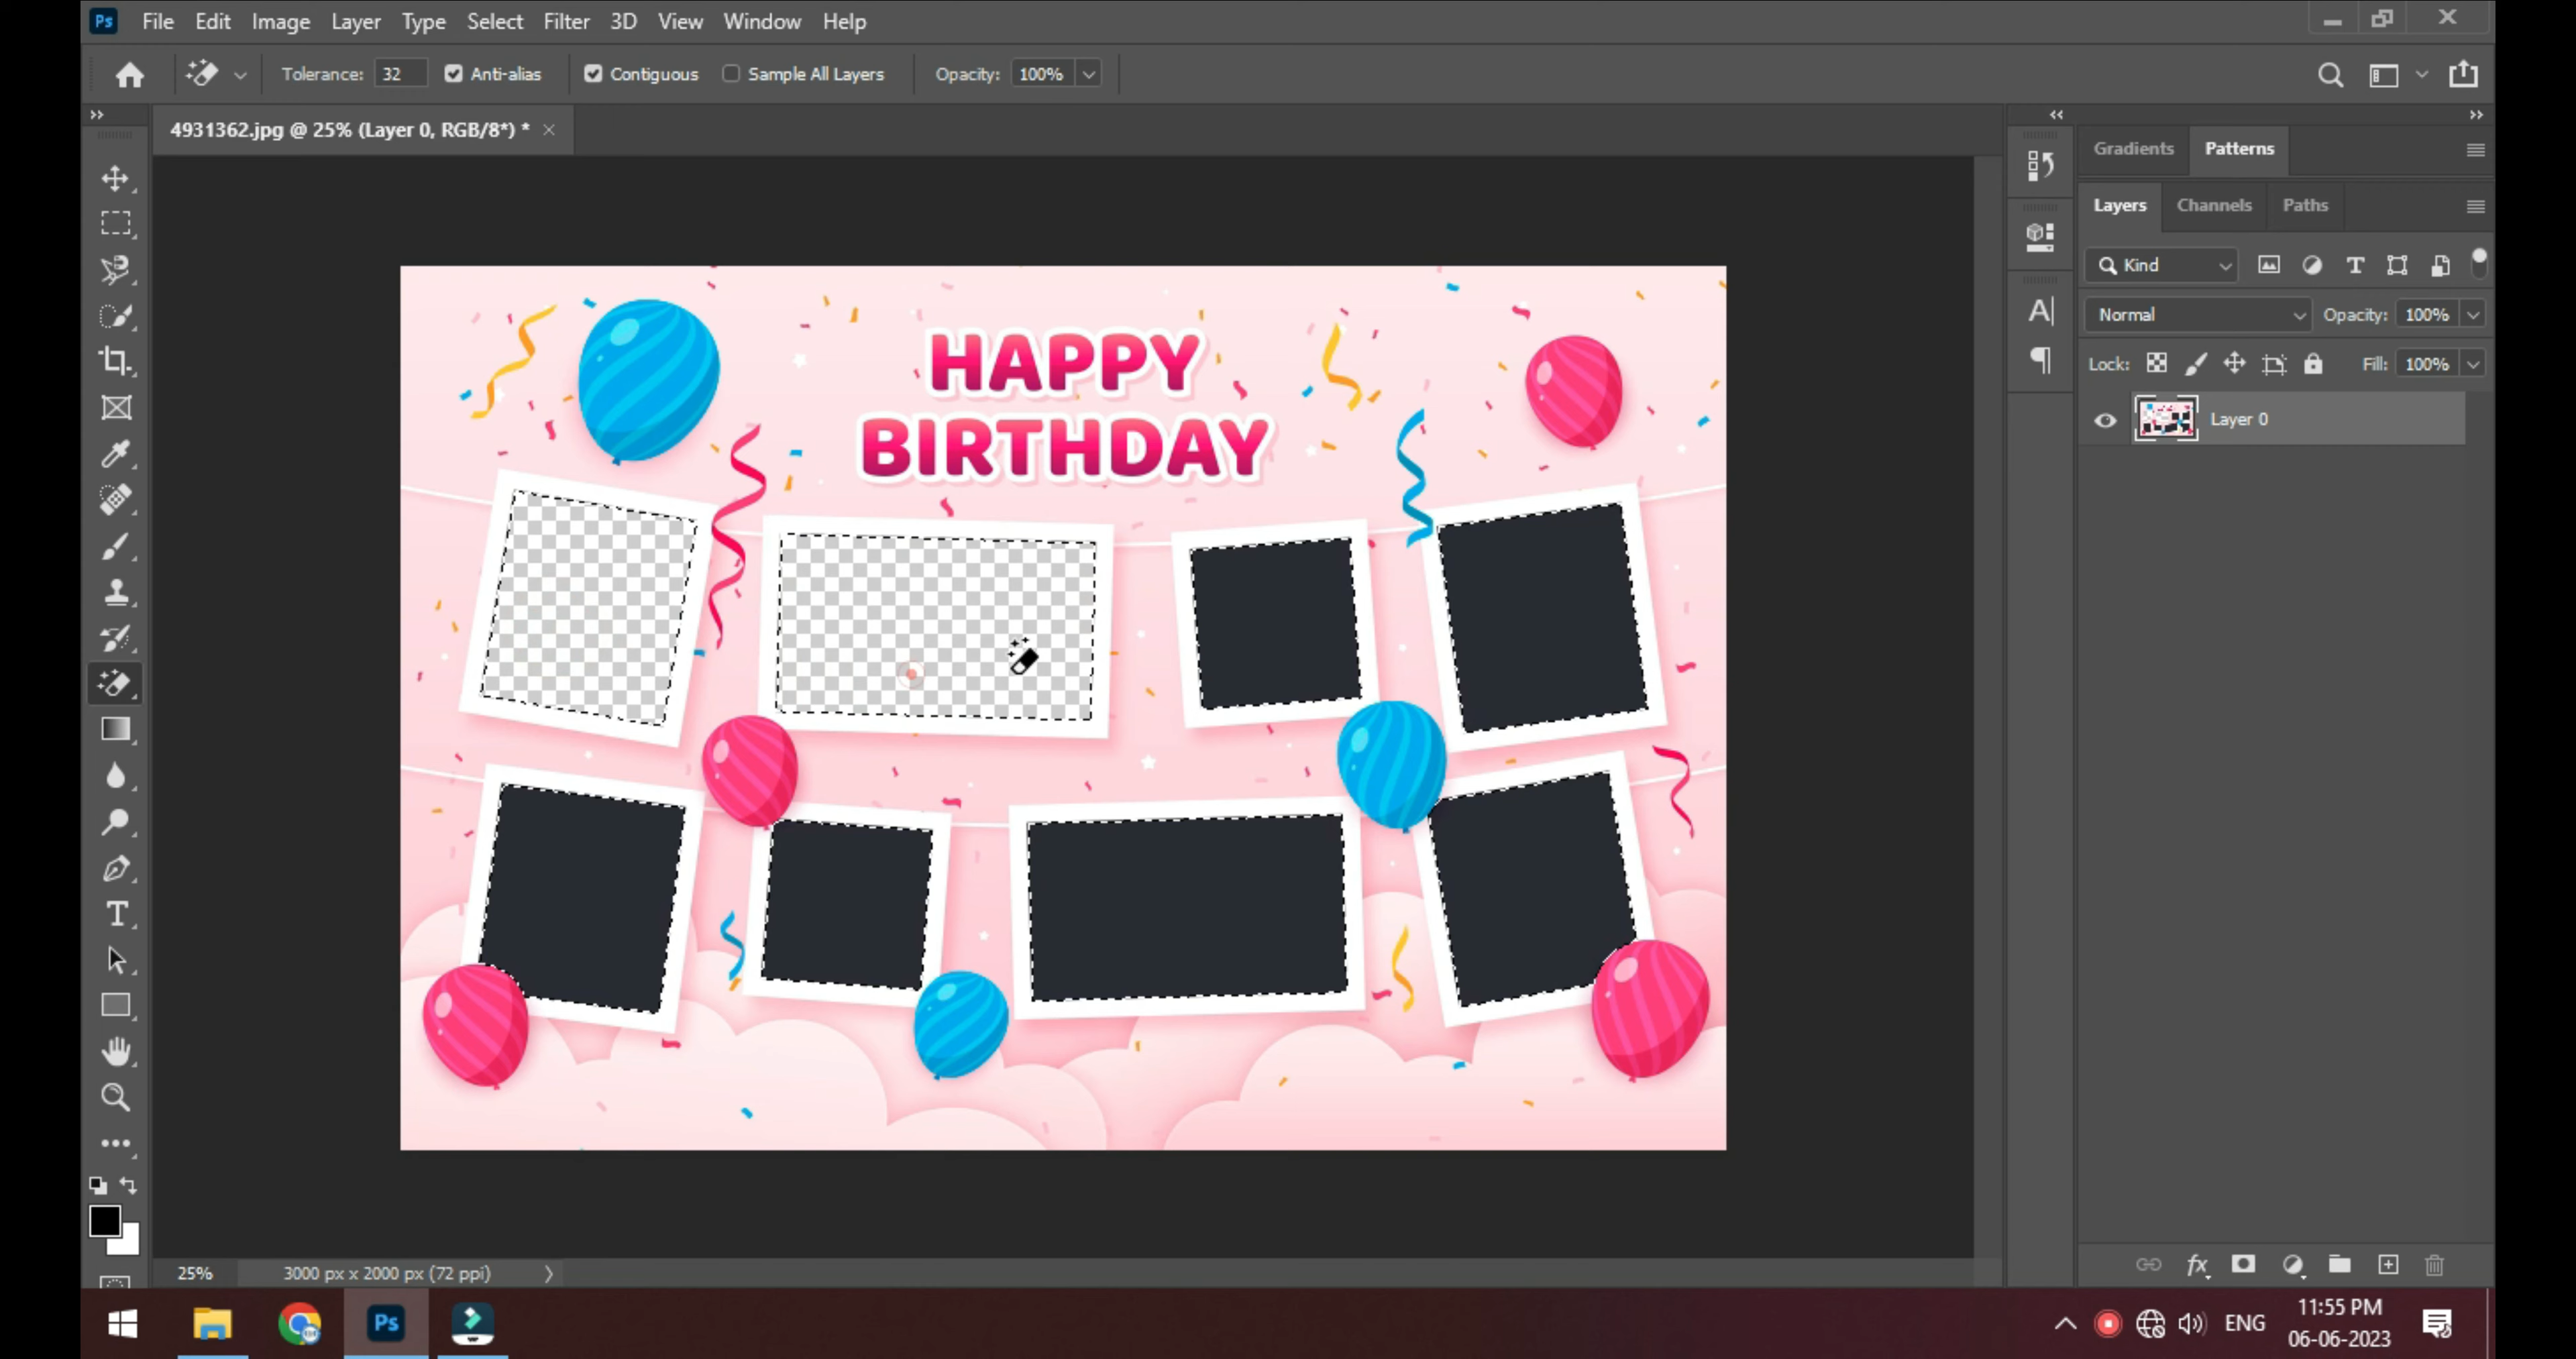 Ps File Edit Image Layer Type Select Filter 3D View Window Help
Tolerance: 32 Anti-alias Contiguous Sample All Layers Opacity: 100%
4931362.jpg @ 25% (Layer 0, RGB/8*) *
Gradients Patterns
Layers Channels Paths
Kind
Normal Opacity: 100%
Lock: Fill: 100%
Layer 0
HAPPY
BIRTHDAY
fx
25% 3000 px x 2000 px (72 ppi)
Ps
ENG
11:55 PM
06-06-2023